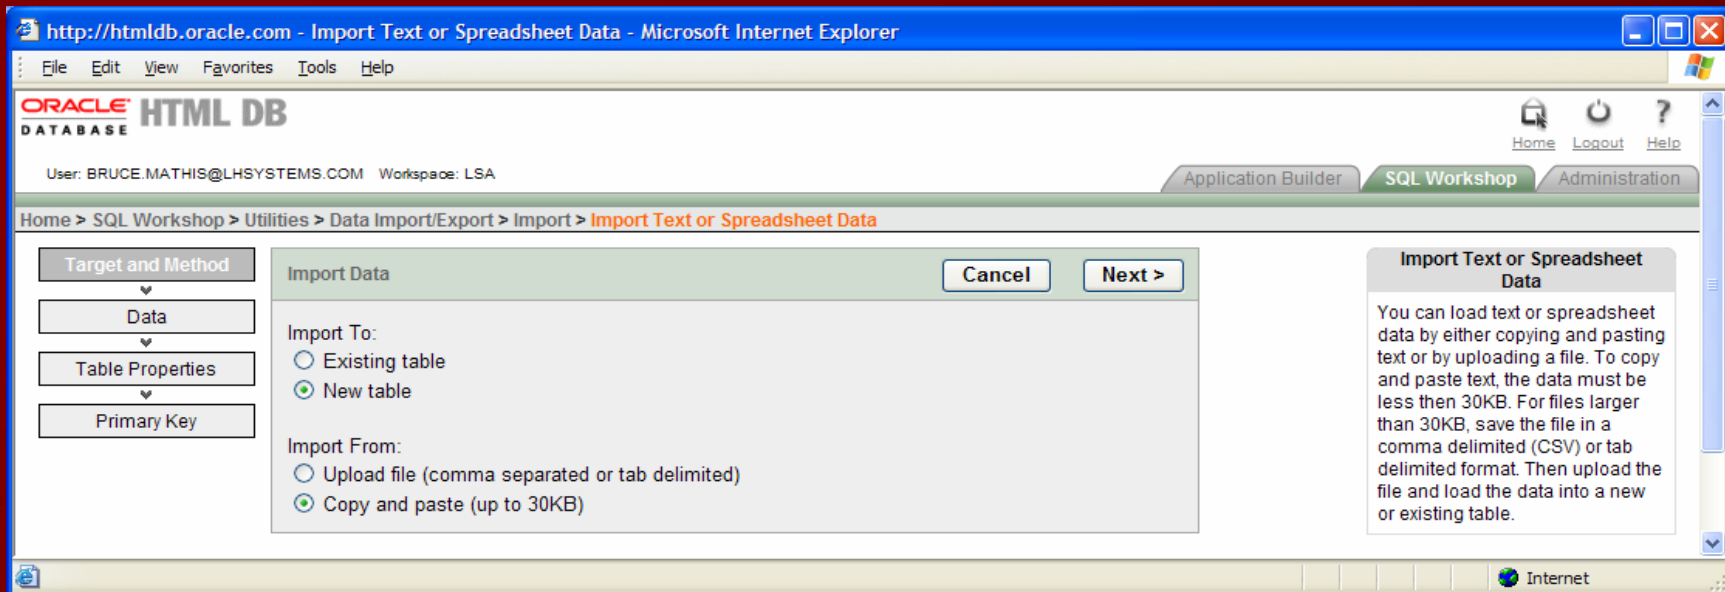 http://htmldb.oracle.com - Import Text or Spreadsheet Data - Microsoft Internet Explorer
File Edit View Favorites Tools Help
ORACLE HTML DB
DATABASE
Home Logout Help
User: BRUCE.MATHIS@LHSYSTEMS.COM Workspace: LSA
Application Builder SQL Workshop Administration
Home > SQL Workshop > Utilities > Data Import/Export > Import > Import Text or Spreadsheet Data
Target and Method
Data
Table Properties
Primary Key
Import Data Cancel Next >
Import To:
Existing table
New table
Import From:
Upload file (comma separated or tab delimited)
Copy and paste (up to 30KB)
Import Text or Spreadsheet
Data
You can load text or spreadsheet
data by either copying and pasting
text or by uploading a file. To copy
and paste text, the data must be
less then 30KB. For files larger
than 30KB, save the file in a
comma delimited (CSV) or tab
delimited format. Then upload the
file and load the data into a new
or existing table.
Internet